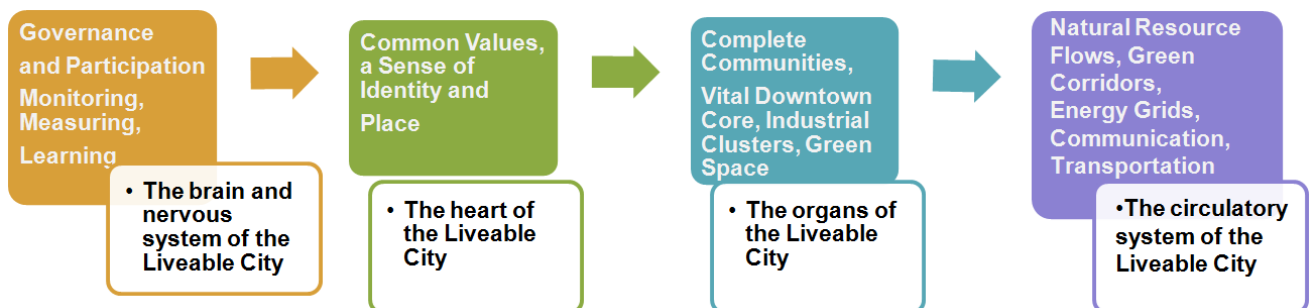 Governance
and Participation
Monitoring,
Measuring,
Learning
• The brain and
nervous
system of the
Liveable City
Common Values,
a Sense of
Identity and
Place
• The heart of
the Liveable
City
Complete
Communities,
Vital Downtown
Core, Industrial
Clusters, Green
Space
• The organs of
the Liveable
City
Natural Resource
Flows, Green
Corridors,
Energy Grids,
Communication,
Transportation
•The circulatory
system of the
Liveable City